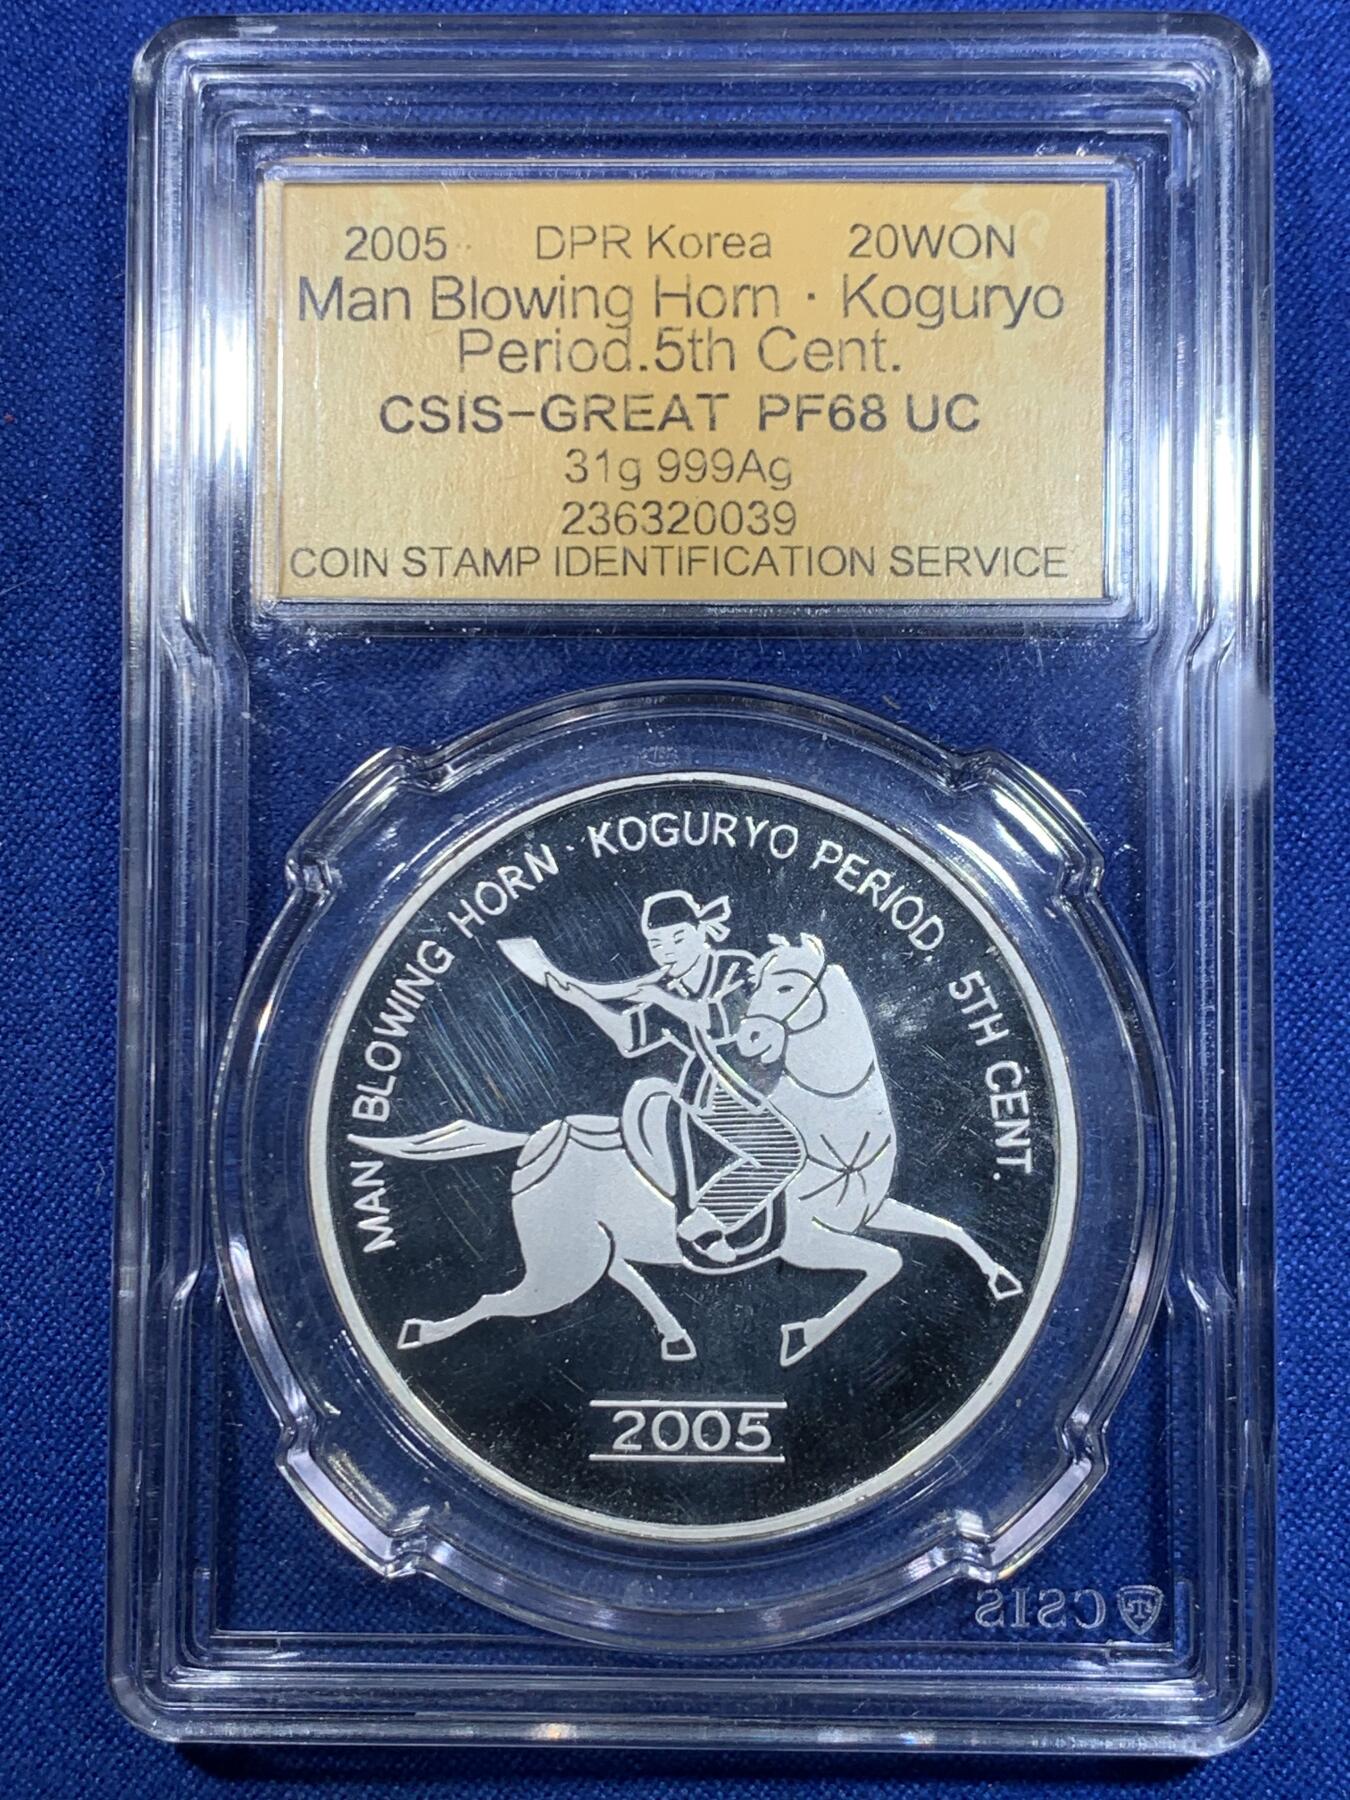 2005 DPR Korea 20WON
Man Blowing Horn · Koguryo
Period.5th Cent.
CSIS-GREAT PF68 UC
31g 999Ag
236320039
COIN STAMP IDENTIFICATION SERVICE
MAN BLOWING HORN · KOGURYO PERIOD. 5TH CENT.
2005
CSIS